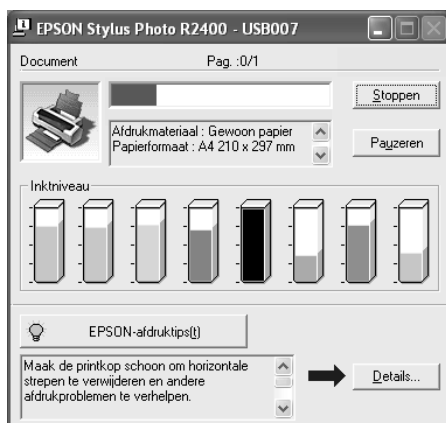 EPSON Stylus Photo R2400 - USB007
Document Pag. :0/1
Stoppen
Afdrukmateriaal : Gewoon papier
Papierformaat : A4 210 x 297 mm
Pauzeren
Inktniveau
EPSON-afdruktips(t)
Maak de printkop schoon om horizontale
strepen te verwijderen en andere
afdrukproblemen te verhelpen.
Details...